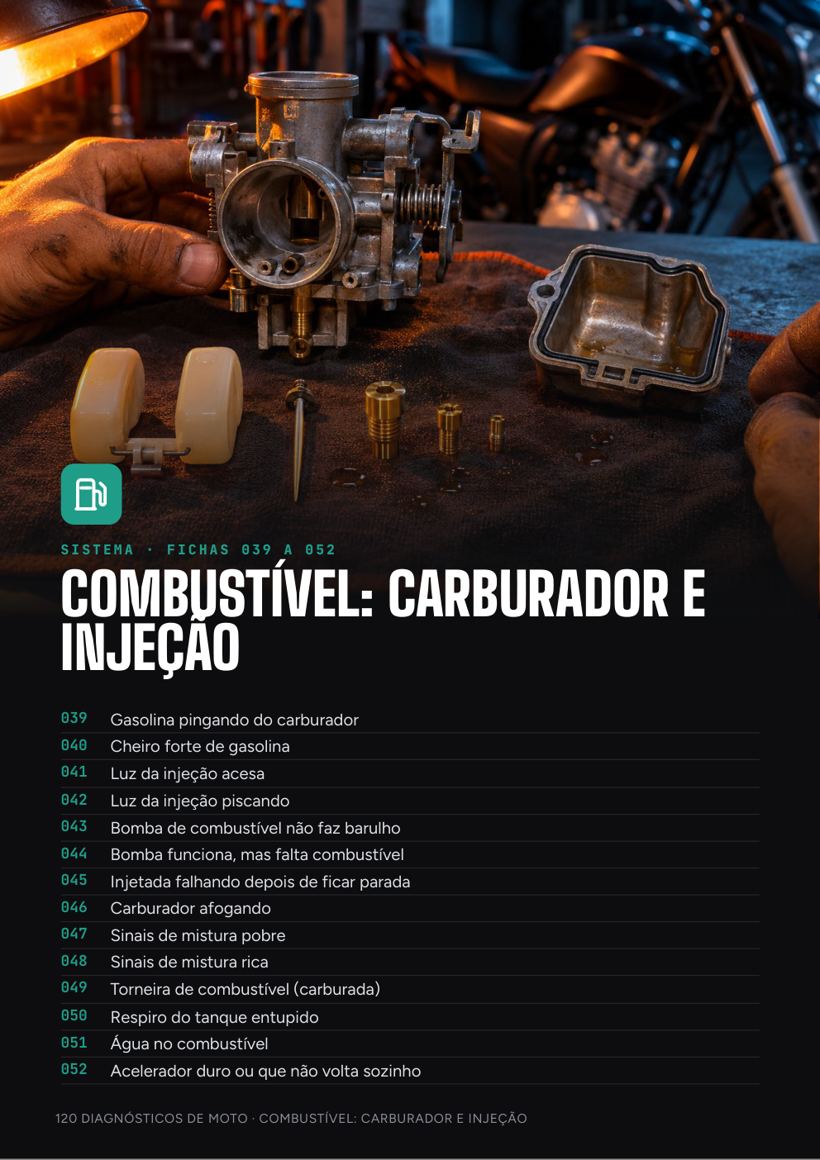 SISTEMA · FICHAS 039 A 052
COMBUSTÍVEL: CARBURADOR E
INJEÇÃO
039 Gasolina pingando do carburador
040 Cheiro forte de gasolina
041 Luz da injeção acesa
042 Luz da injeção piscando
043 Bomba de combustível não faz barulho
044 Bomba funciona, mas falta combustível
045 Injetada falhando depois de ficar parada
046 Carburador afogando
047 Sinais de mistura pobre
048 Sinais de mistura rica
049 Torneira de combustível (carburada)
050 Respiro do tanque entupido
051 Água no combustível
052 Acelerador duro ou que não volta sozinho
120 DIAGNÓSTICOS DE MOTO · COMBUSTÍVEL: CARBURADOR E INJEÇÃO